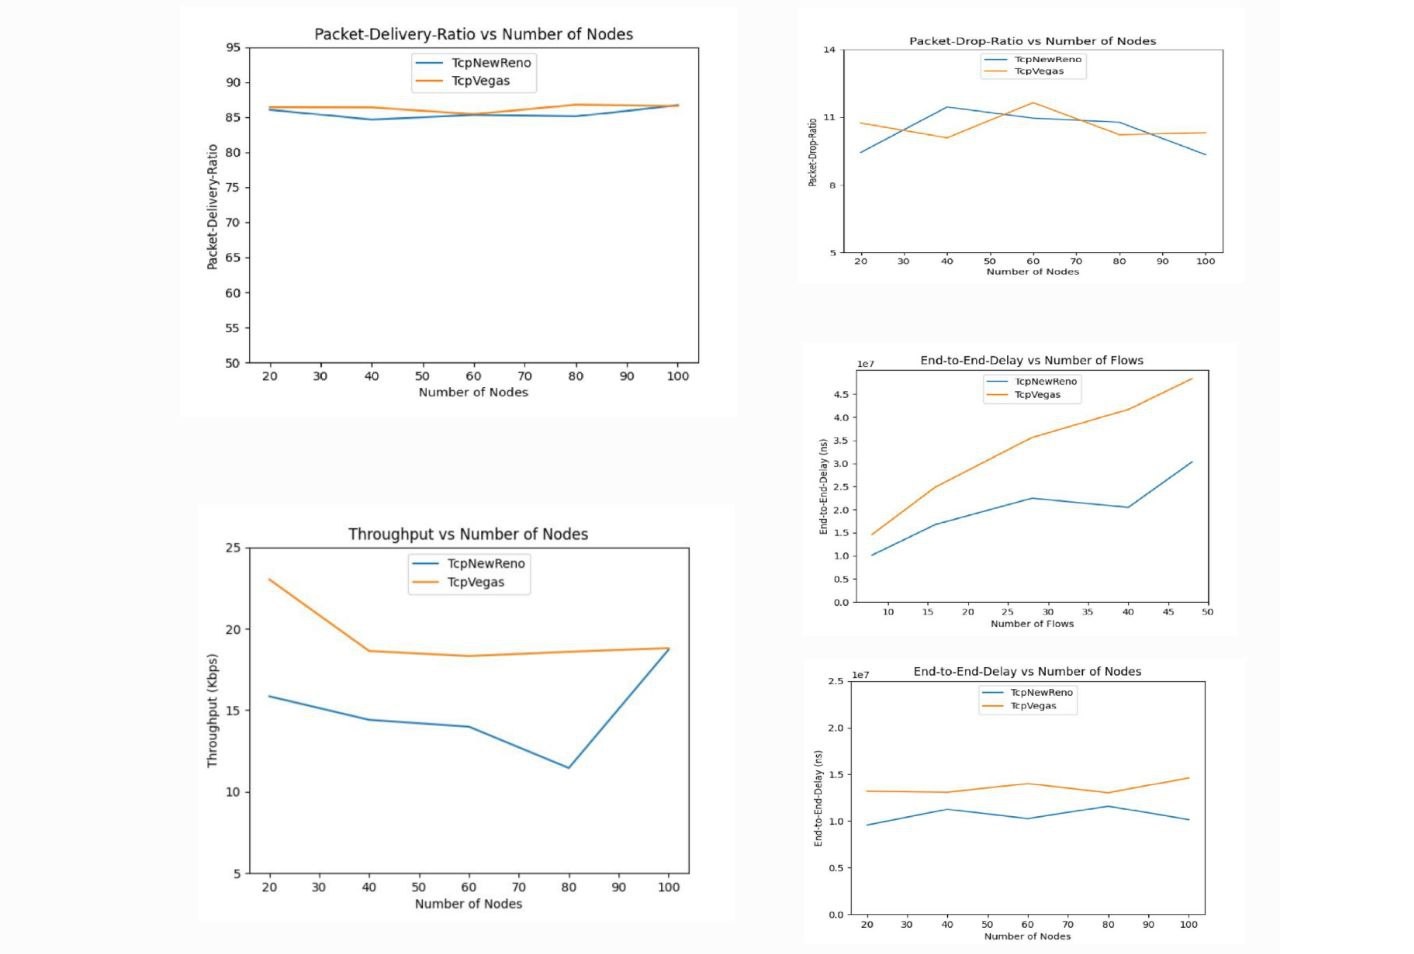 Packet-Delivery-Ratio vs Number of Nodes
95
90
85
80
75
70
65
60
55
50
Packet-Delivery-Ratio
TcpNewReno
TcpVegas
20 30 40 50 60 70 80 90 100
Number of Nodes
Packet-Drop-Ratio vs Number of Nodes
14
11
8
5
Packet-Drop-Ratio
TcpNewReno
TcpVegas
20 30 40 50 60 70 80 90 100
Number of Nodes
End-to-End-Delay vs Number of Flows
1e7
4.5
4.0
3.5
3.0
2.5
2.0
1.5
1.0
0.5
0.0
End-to-End-Delay (ns)
TcpNewReno
TcpVegas
10 15 20 25 30 35 40 45 50
Number of Flows
Throughput vs Number of Nodes
25
20
15
10
5
Throughput (Kbps)
TcpNewReno
TcpVegas
20 30 40 50 60 70 80 90 100
Number of Nodes
End-to-End-Delay vs Number of Nodes
1e7
2.5
2.0
1.5
1.0
0.5
0.0
End-to-End-Delay (ns)
TcpNewReno
TcpVegas
20 30 40 50 60 70 80 90 100
Number of Nodes